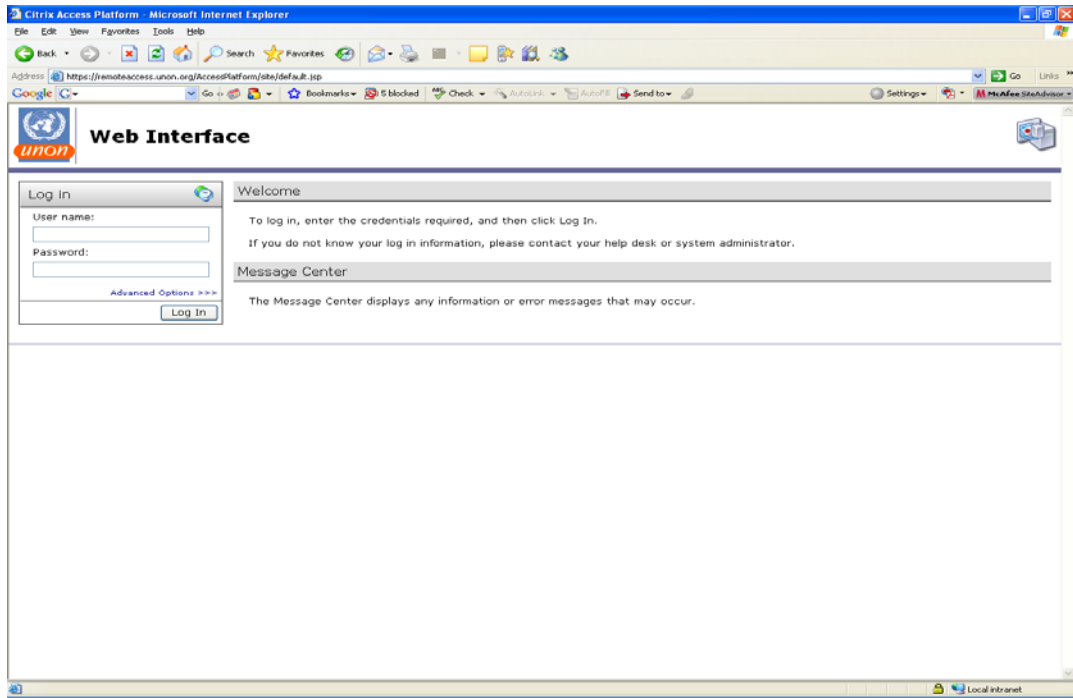 Citrix Access Platform - Microsoft Internet Explorer
File Edit View Favorites Tools Help
Back Search Favorites
Address https://remoteaccess.unon.org/AccessPlatform/site/default.jsp Go Links »
Google G Go Bookmarks 5 blocked Check AutoLink AutoFill Send to Settings McAfee SiteAdvisor
unon
Web Interface
Log in
User name:
Password:
Advanced Options >>>
Log In
Welcome
To log in, enter the credentials required, and then click Log In.
If you do not know your log in information, please contact your help desk or system administrator.
Message Center
The Message Center displays any information or error messages that may occur.
Local intranet